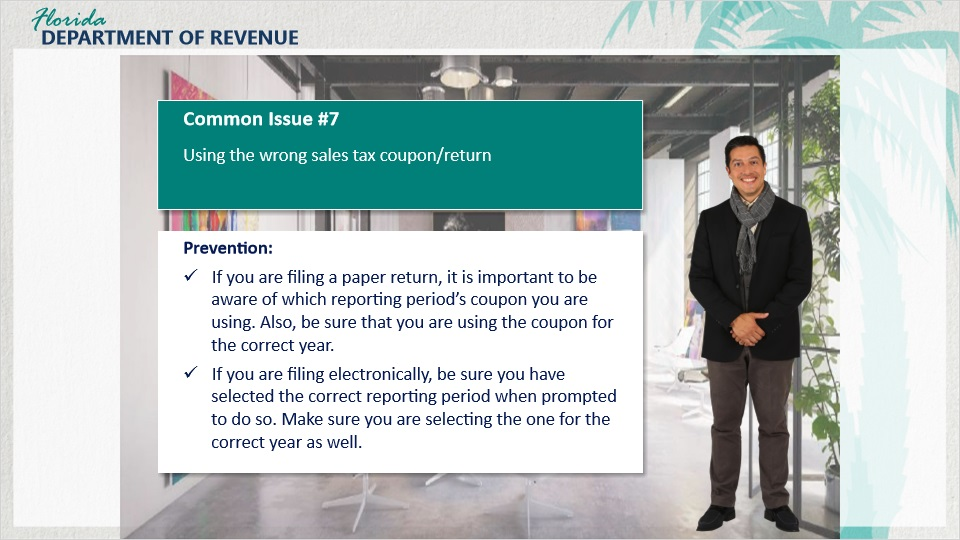 Florida
DEPARTMENT OF REVENUE
Common Issue #7
Using the wrong sales tax coupon/return
Prevention:
✓ If you are filing a paper return, it is important to be
aware of which reporting period’s coupon you are
using. Also, be sure that you are using the coupon for
the correct year.
✓ If you are filing electronically, be sure you have
selected the correct reporting period when prompted
to do so. Make sure you are selecting the one for the
correct year as well.